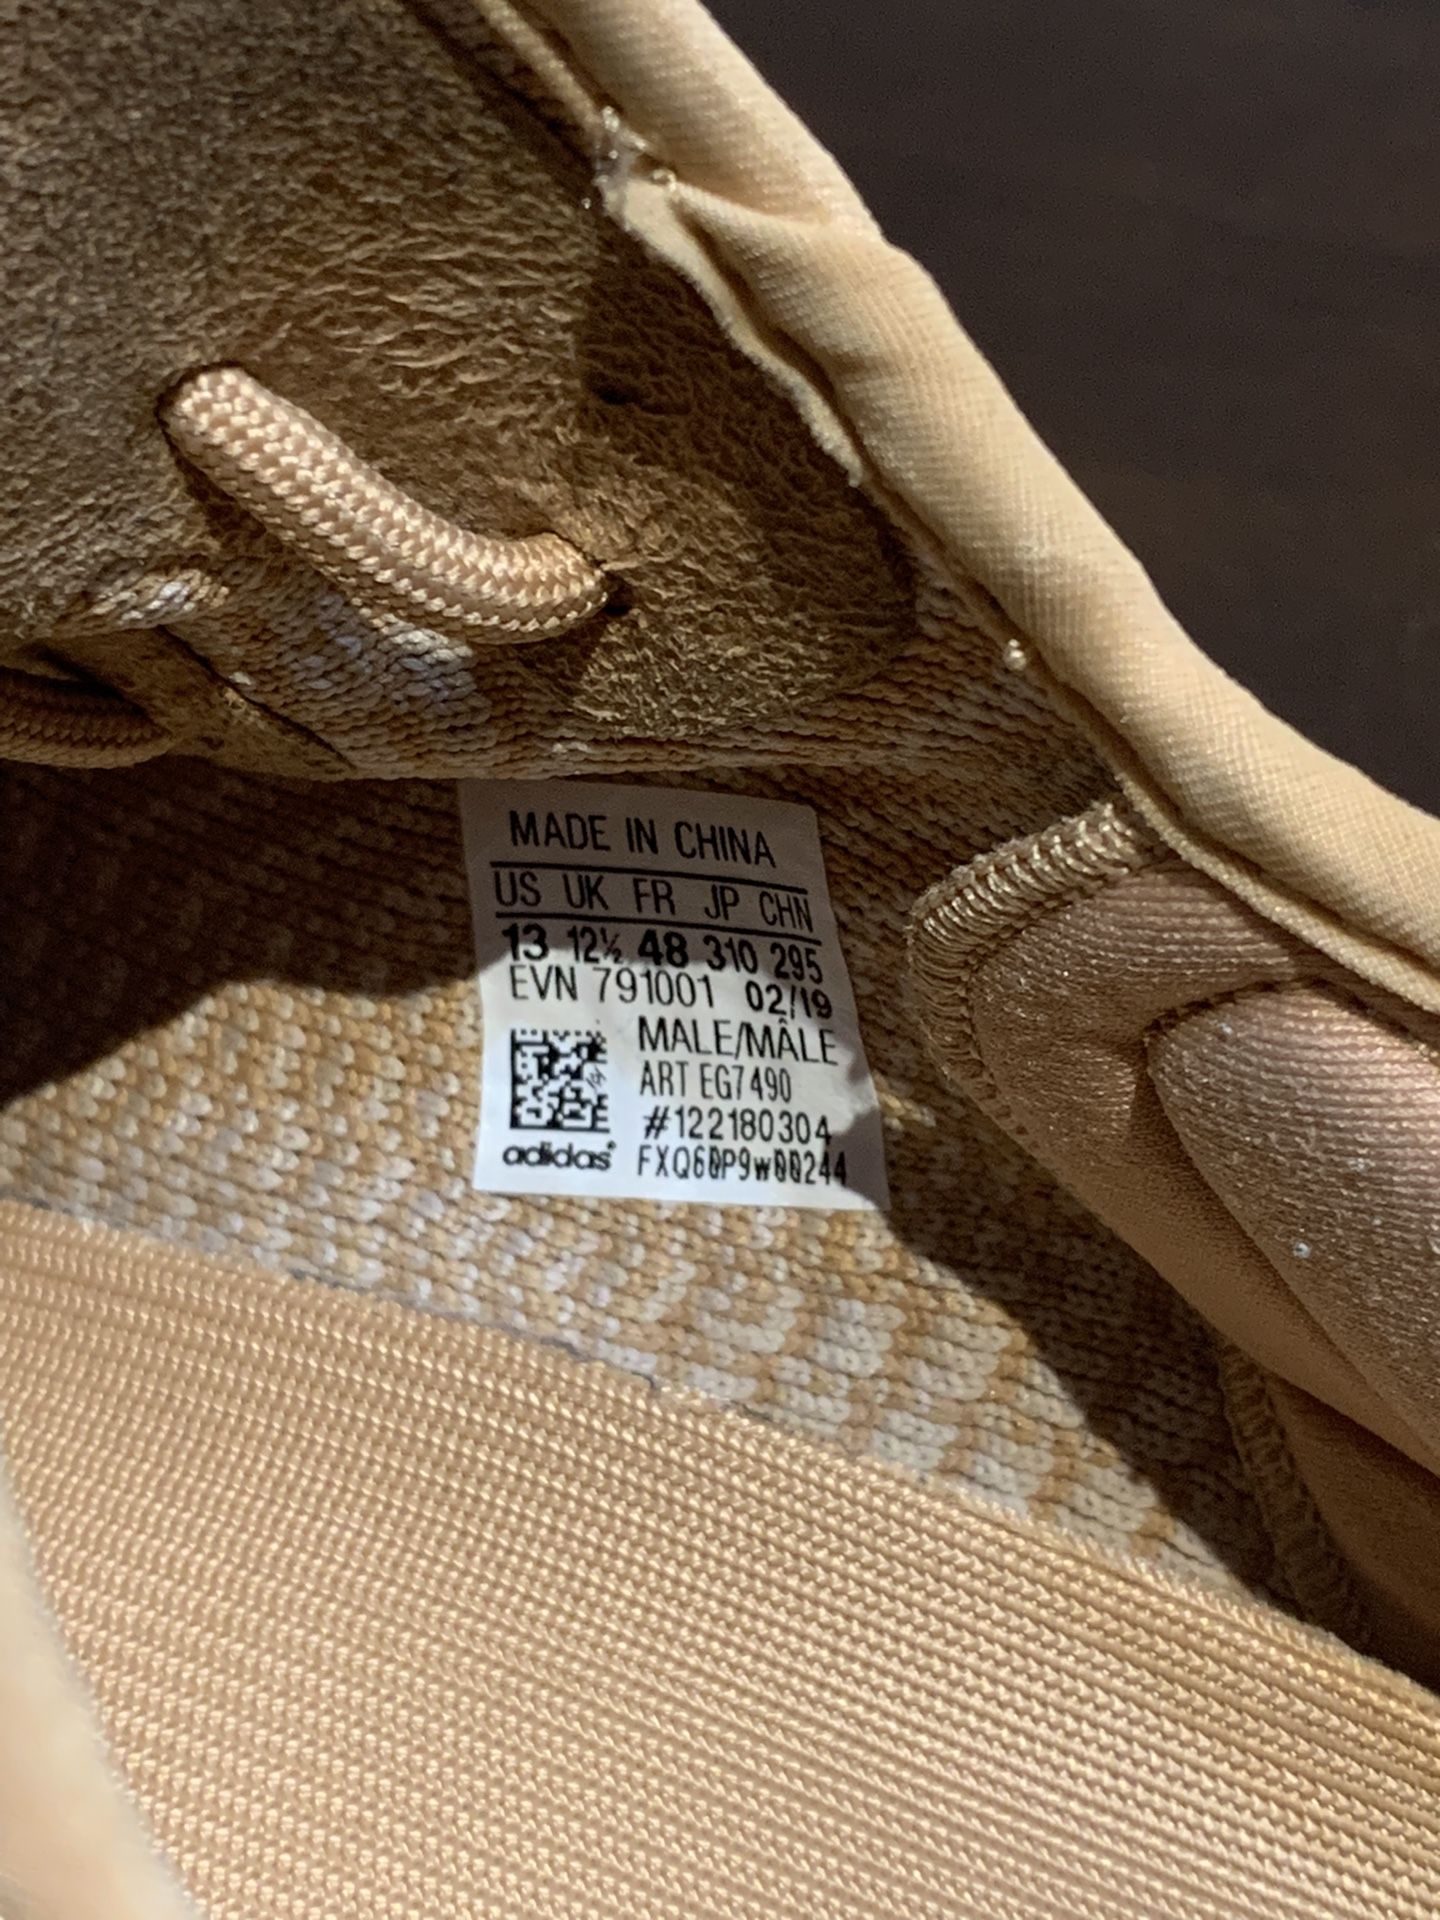 MADE IN CHINA
US UK FR JP CHN
13 12½ 48 310 295
EVN 791001 02/19
MALE/MÂLE
ART EG7490
#122180304
adidas® FXQ60P9w00244